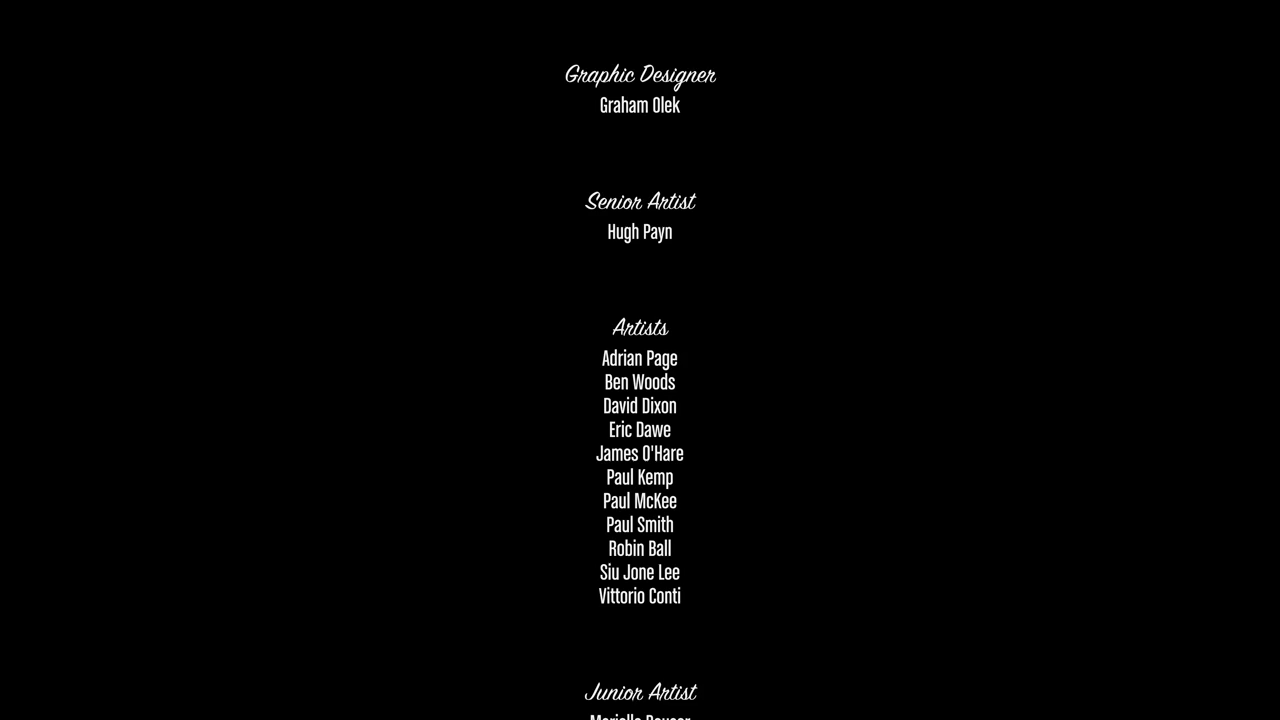 Graphic Designer
Graham Olek
Senior Artist
Hugh Payn
Artists
Adrian Page
Ben Woods
David Dixon
Eric Dawe
James O'Hare
Paul Kemp
Paul McKee
Paul Smith
Robin Ball
Siu Jone Lee
Vittorio Conti
Junior Artist